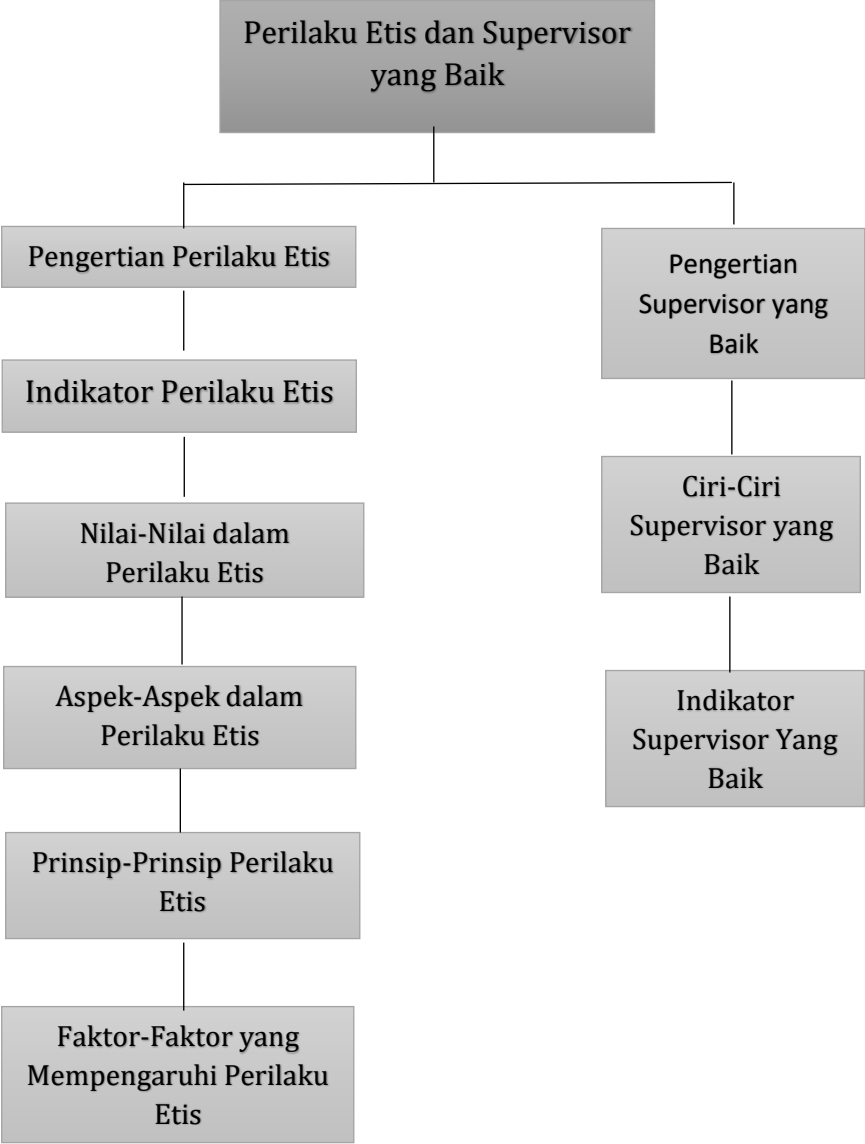 Perilaku Etis dan Supervisor
yang Baik
Pengertian Perilaku Etis
Indikator Perilaku Etis
Nilai-Nilai dalam
Perilaku Etis
Aspek-Aspek dalam
Perilaku Etis
Prinsip-Prinsip Perilaku
Etis
Faktor-Faktor yang
Mempengaruhi Perilaku
Etis
Pengertian
Supervisor yang
Baik
Ciri-Ciri
Supervisor yang
Baik
Indikator
Supervisor Yang
Baik